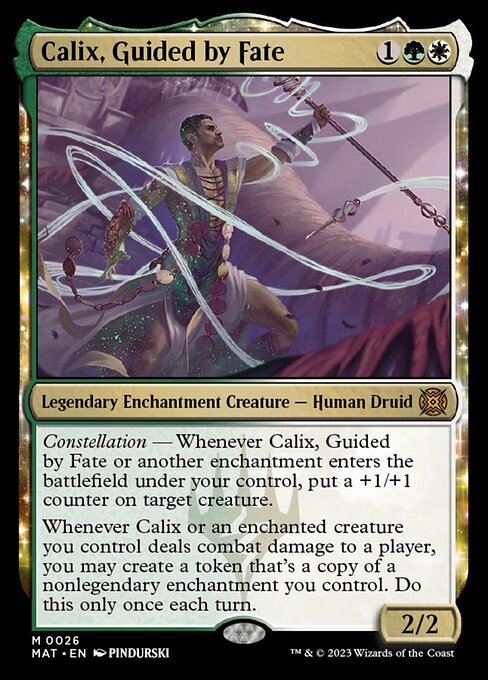 Calix, Guided by Fate 1
Legendary Enchantment Creature — Human Druid
Constellation — Whenever Calix, Guided
by Fate or another enchantment enters the
battlefield under your control, put a +1/+1
counter on target creature.
Whenever Calix or an enchanted creature
you control deals combat damage to a player,
you may create a token that's a copy of a
nonlegendary enchantment you control. Do
this only once each turn.
2/2
M 0026
MAT • EN PINDURSKI
™ & © 2023 Wizards of the Coast